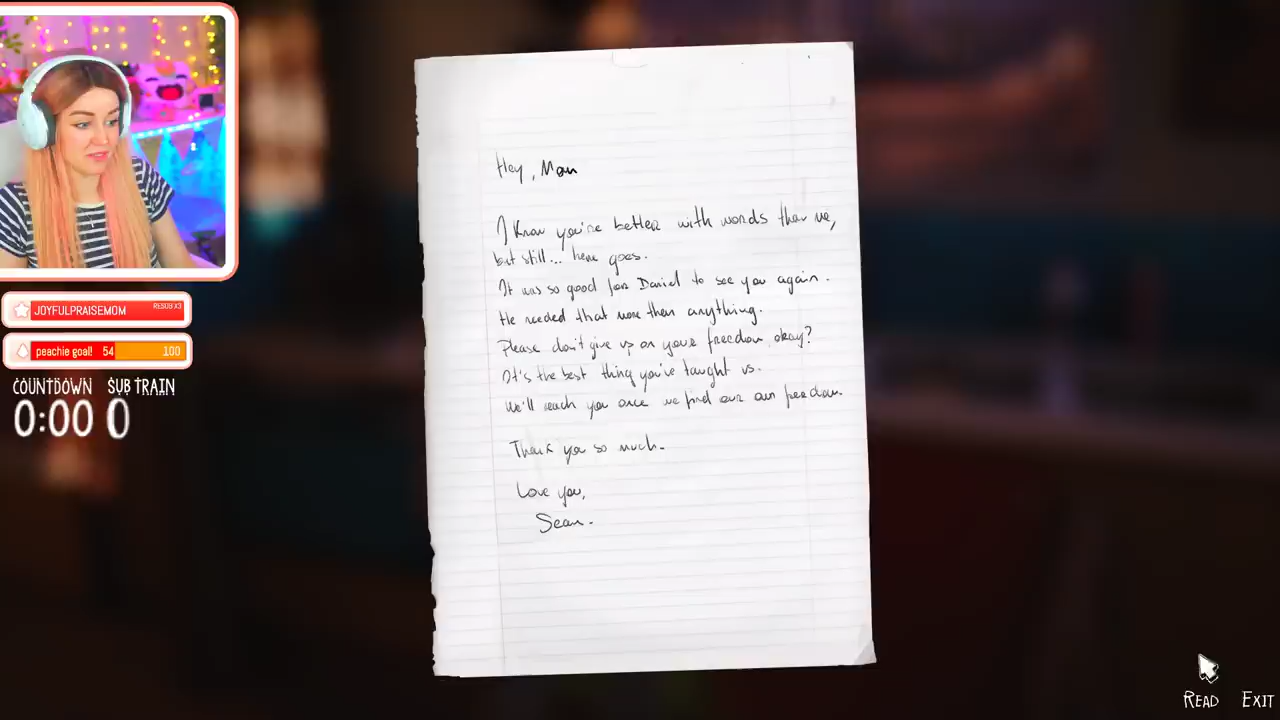 JOYFULPRAISEMOM
RESUB X3
peachie goal! 54 100
COUNTDOWN SUB TRAIN
0:00 0
Hey, Mom
I know you're better with words than me,
but still... here goes.
It was so good for Daniel to see you again.
He needed that more than anything.
Please don't give up on your freedom, okay?
It's the best thing you've taught us.
We'll reach you once we find our own freedom.
Thank you so much.
Love you,
Sean.
READ EXIT